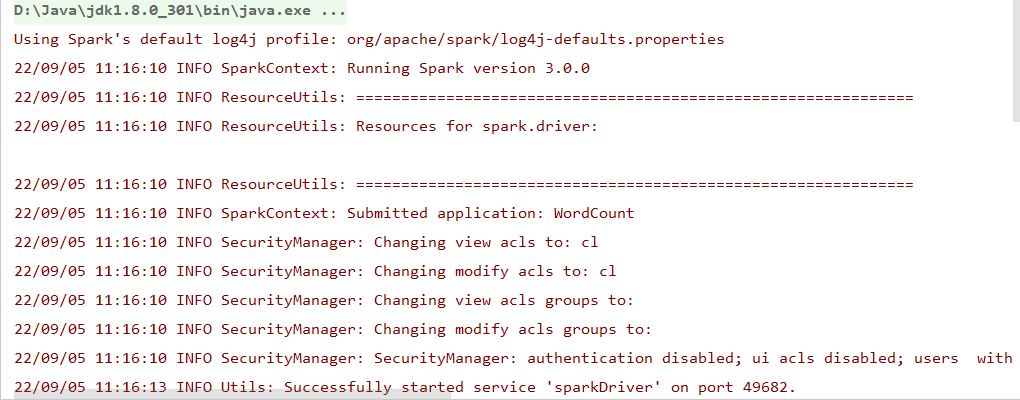 D:\Java\jdk1.8.0_301\bin\java.exe ...
Using Spark's default log4j profile: org/apache/spark/log4j-defaults.properties
22/09/05 11:16:10 INFO SparkContext: Running Spark version 3.0.0
22/09/05 11:16:10 INFO ResourceUtils: ==============================================================
22/09/05 11:16:10 INFO ResourceUtils: Resources for spark.driver:
22/09/05 11:16:10 INFO ResourceUtils: ==============================================================
22/09/05 11:16:10 INFO SparkContext: Submitted application: WordCount
22/09/05 11:16:10 INFO SecurityManager: Changing view acls to: cl
22/09/05 11:16:10 INFO SecurityManager: Changing modify acls to: cl
22/09/05 11:16:10 INFO SecurityManager: Changing view acls groups to:
22/09/05 11:16:10 INFO SecurityManager: Changing modify acls groups to:
22/09/05 11:16:10 INFO SecurityManager: SecurityManager: authentication disabled; ui acls disabled; users  with
22/09/05 11:16:13 INFO Utils: Successfully started service 'sparkDriver' on port 49682.